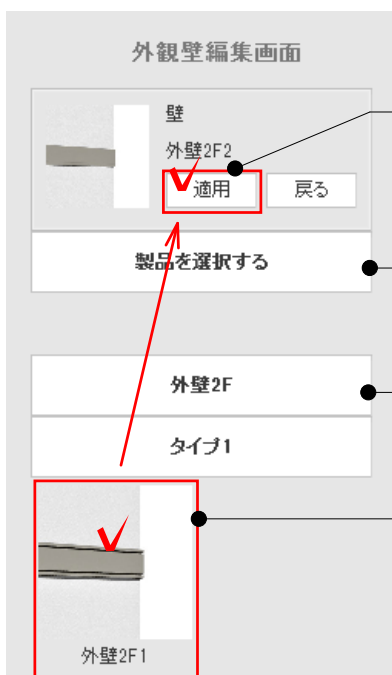 外観壁編集画面
壁
外壁2F2
適用
戻る
製品を選択する
外壁2F
タイプ1
外壁2F1